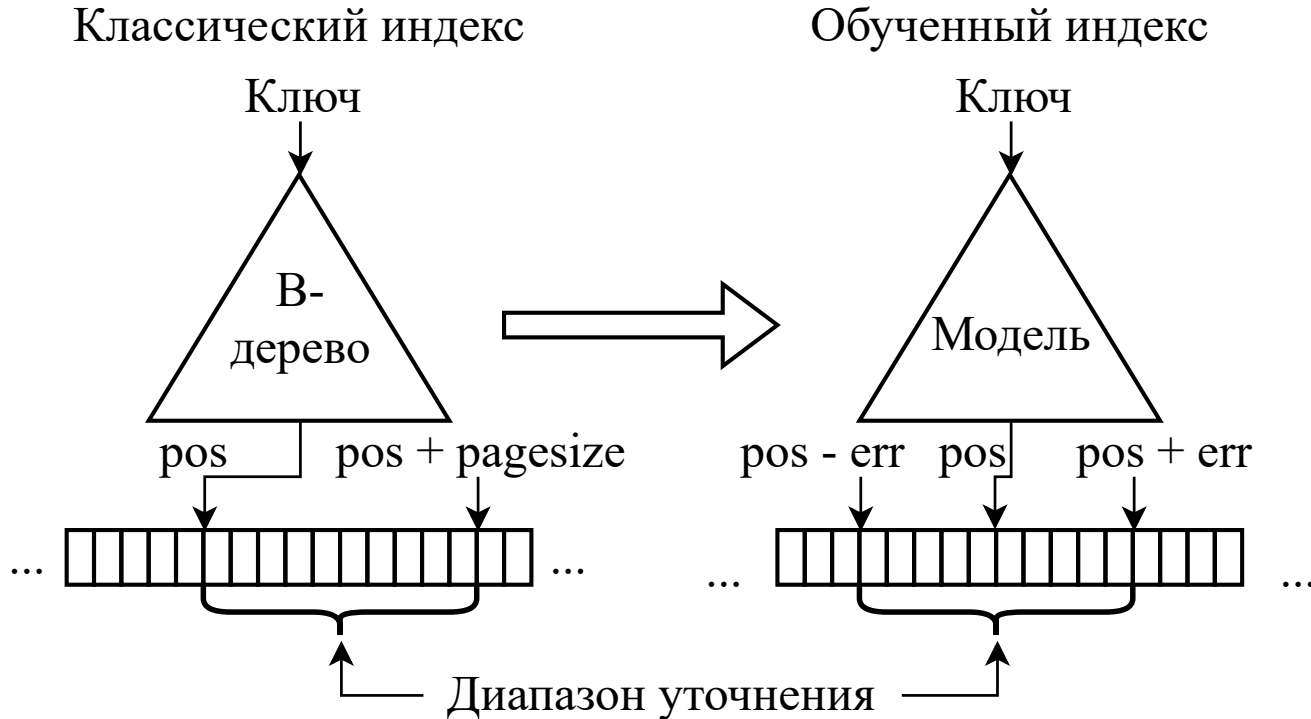 Классический индекс
Обученный индекс
Ключ
Ключ
В-
дерево
Модель
pos
pos + pagesize
pos - err
pos
pos + err
...
...
...
...
Диапазон уточнения